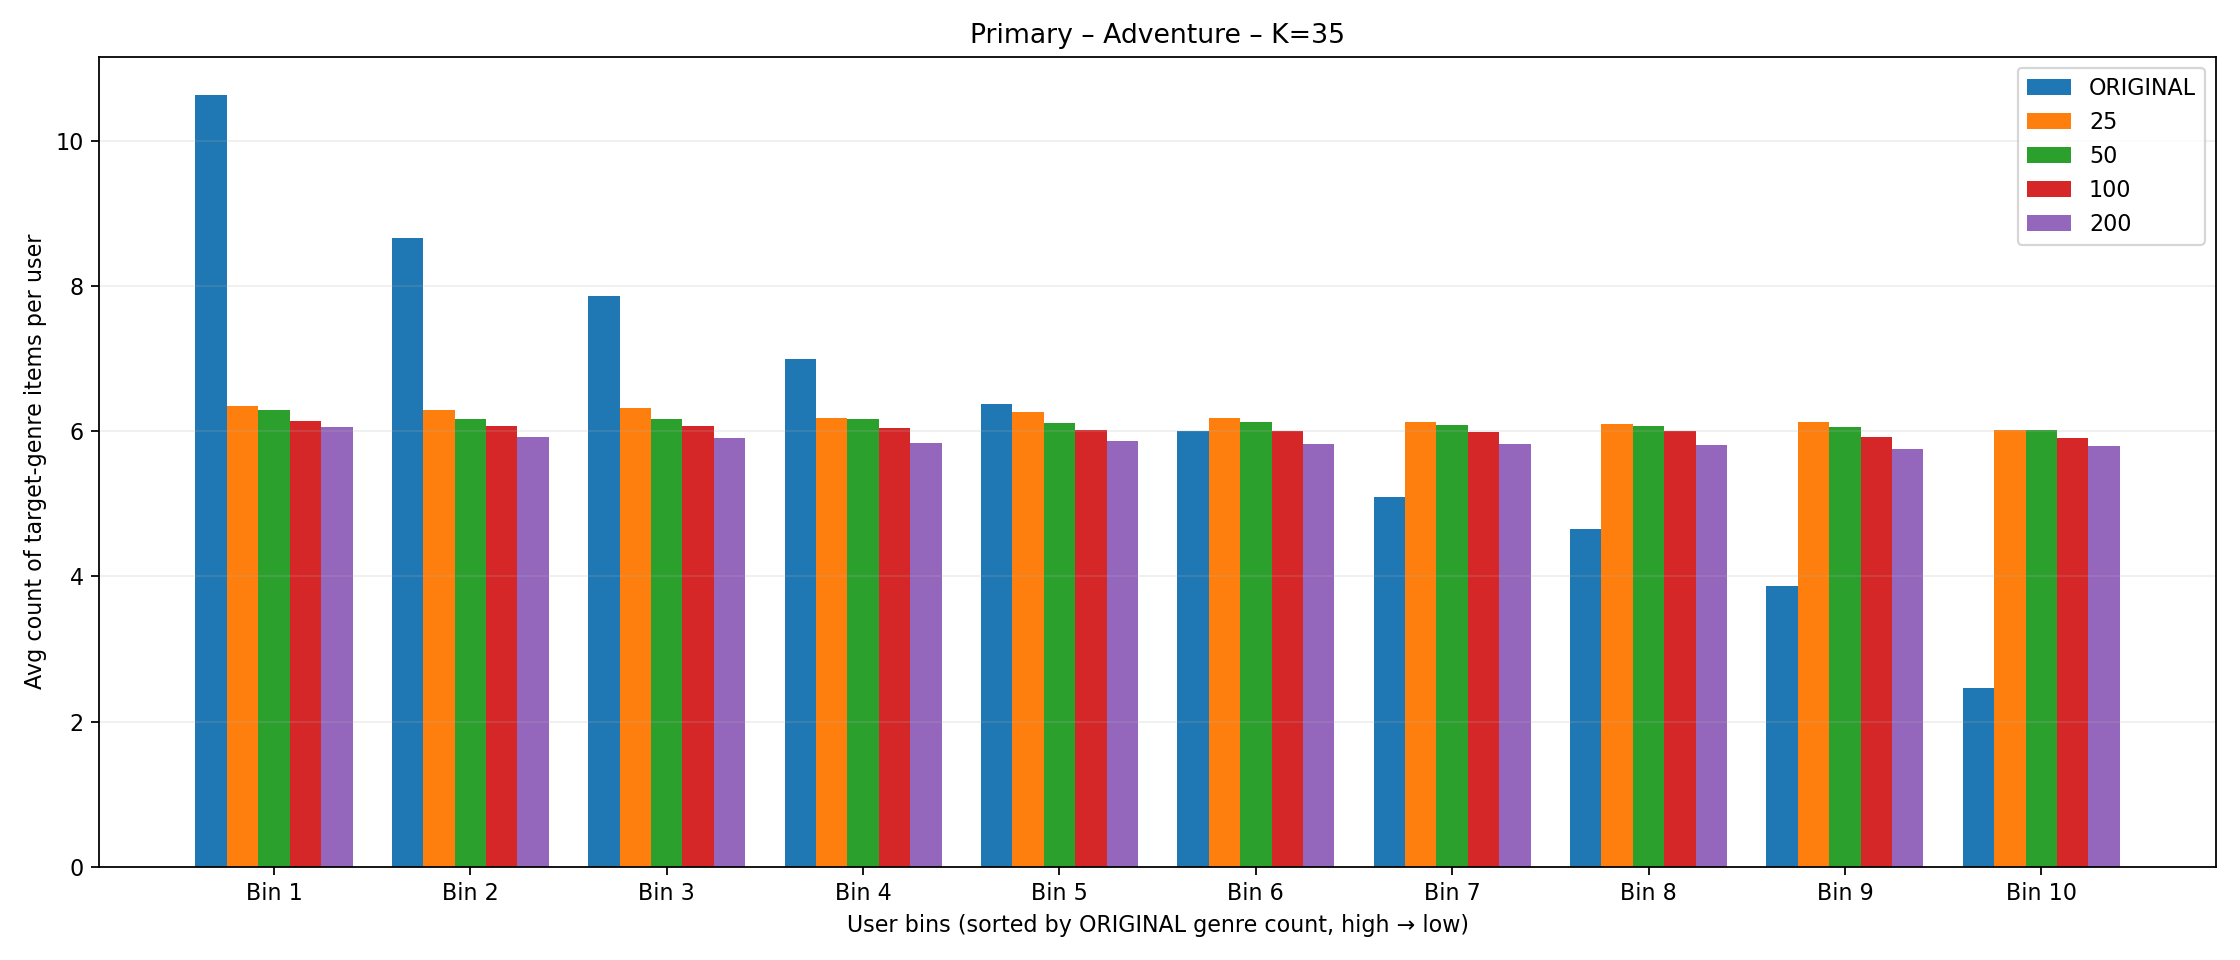 Primary – Adventure – K=35
ORIGINAL
25
50
100
200
Avg count of target-genre items per user
10
8
6
4
2
0
Bin 1
Bin 2
Bin 3
Bin 4
Bin 5
Bin 6
Bin 7
Bin 8
Bin 9
Bin 10
User bins (sorted by ORIGINAL genre count, high → low)